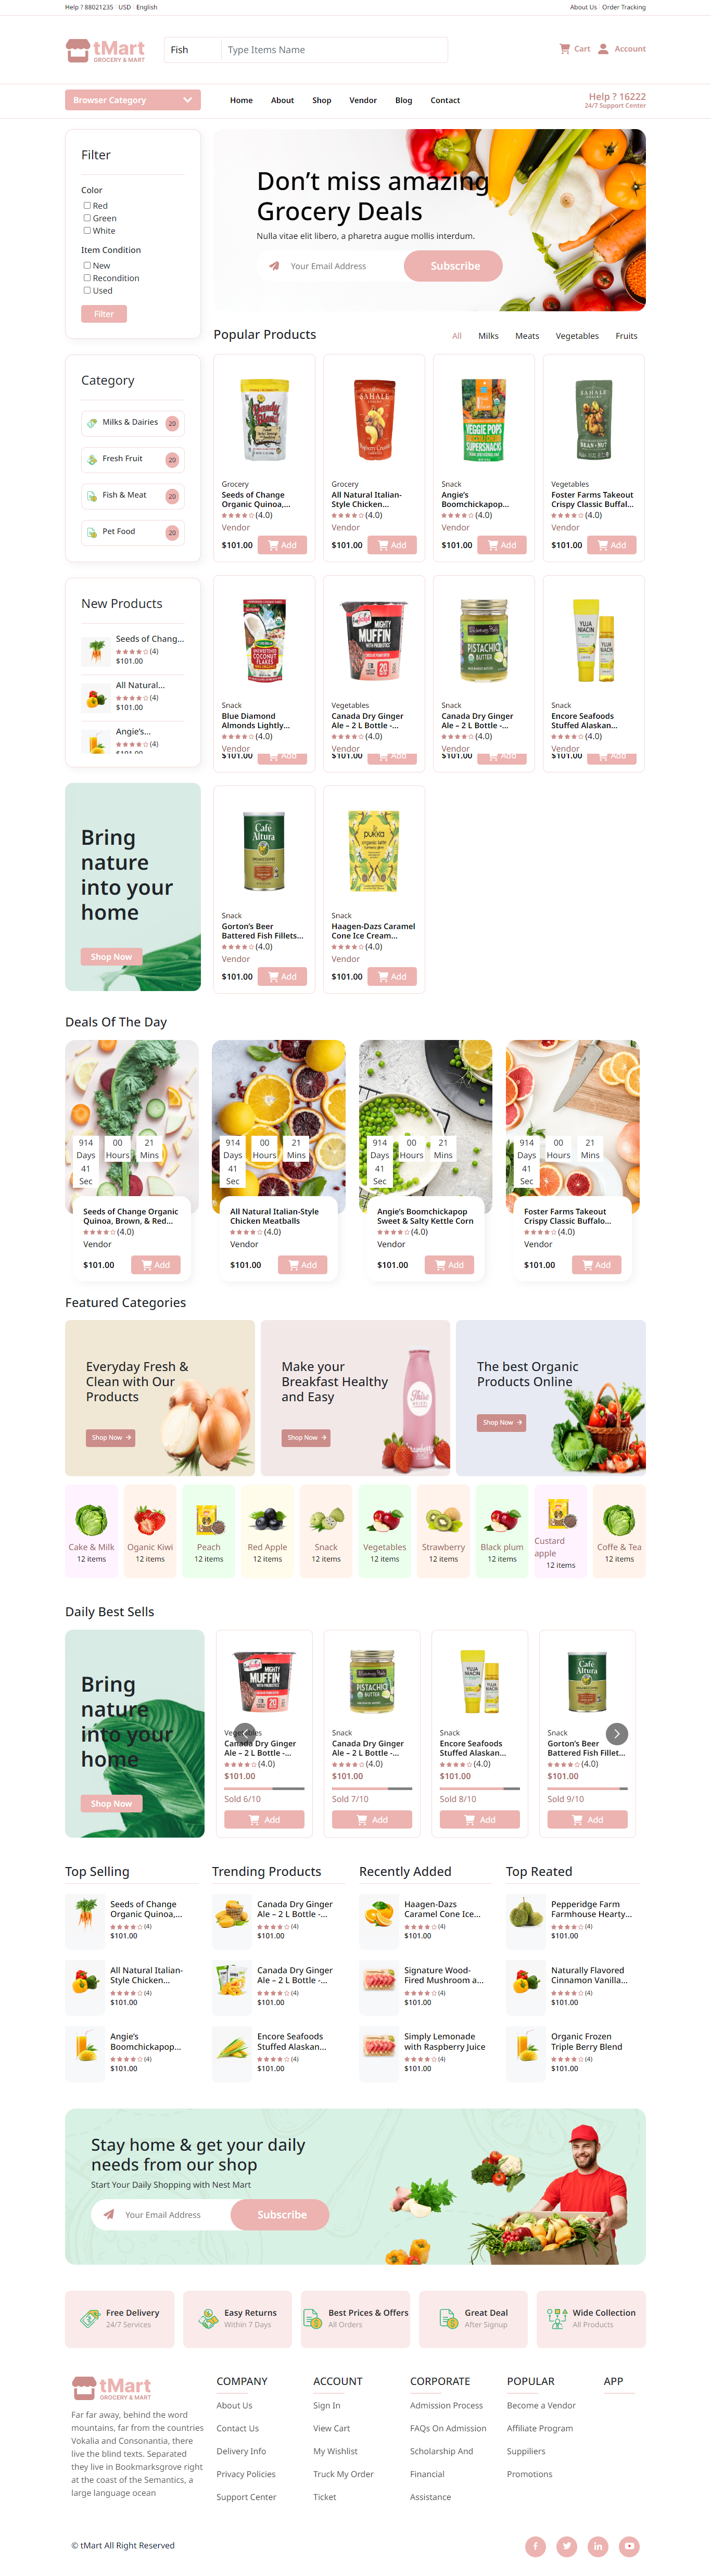 Help ? 88021235 USD English
About Us Order Tracking
tMart
GROCERY & MART
Fish
Type Items Name
Cart
Account
Browser Category
Home About Shop Vendor Blog Contact
Help ? 16222
24/7 Support Center
Filter
Color
Red
Green
White
Item Condition
New
Recondition
Used
Filter
Don't miss amazing
Grocery Deals
Nulla vitae elit libero, a pharetra augue mollis interdum.
Your Email Address
Subscribe
Popular Products
All Milks Meats Vegetables Fruits
Category
Milks & Dairies 20
Fresh Fruit 20
Fish & Meat 20
Pet Food 20
Grocery
Seeds of Change
Organic Quinoa,...
(4.0)
Vendor
$101.00 Add
Grocery
All Natural Italian-
Style Chicken...
(4.0)
Vendor
$101.00 Add
Snack
Angie's
Boomchickapop...
(4.0)
Vendor
$101.00 Add
Vegetables
Foster Farms Takeout
Crispy Classic Buffal...
(4.0)
Vendor
$101.00 Add
New Products
Seeds of Chang...
(4)
$101.00
All Natural...
(4)
$101.00
Angie's...
(4)
$101.00
Snack
Blue Diamond
Almonds Lightly...
(4.0)
Vendor
$101.00 Add
MIGHTY
MUFFIN
Vegetables
Canada Dry Ginger
Ale – 2 L Bottle -...
(4.0)
Vendor
$101.00 Add
PISTACHIO
BUTTER
Snack
Canada Dry Ginger
Ale – 2 L Bottle -...
(4.0)
Vendor
$101.00 Add
YUJA
NIACIN
Snack
Encore Seafoods
Stuffed Alaskan...
(4.0)
Vendor
$101.00 Add
Bring
nature
into your
home
Shop Now
Café
Altura
Snack
Gorton's Beer
Battered Fish Fillets...
(4.0)
Vendor
$101.00 Add
pukka
Snack
Haagen-Dazs Caramel
Cone Ice Cream...
(4.0)
Vendor
$101.00 Add
Deals Of The Day
914 00 21
Days Hours Mins
41
Sec
Seeds of Change Organic
Quinoa, Brown, & Red...
(4.0)
Vendor
$101.00 Add
914 00 21
Days Hours Mins
41
Sec
All Natural Italian-Style
Chicken Meatballs
(4.0)
Vendor
$101.00 Add
914 00 21
Days Hours Mins
41
Sec
Angie's Boomchickapop
Sweet & Salty Kettle Corn
(4.0)
Vendor
$101.00 Add
914 00 21
Days Hours Mins
41
Sec
Foster Farms Takeout
Crispy Classic Buffalo...
(4.0)
Vendor
$101.00 Add
Featured Categories
Everyday Fresh &
Clean with Our
Products
Shop Now
Make your
Breakfast Healthy
and Easy
Shop Now
The best Organic
Products Online
Shop Now
Cake & Milk
12 items
Oganic Kiwi
12 items
Peach
12 items
Red Apple
12 items
Snack
12 items
Vegetables
12 items
Strawberry
12 items
Black plum
12 items
Custard
apple
12 items
Coffe & Tea
12 items
Daily Best Sells
Bring
nature
into your
home
Shop Now
MIGHTY
MUFFIN
Vegetables
Canada Dry Ginger
Ale – 2 L Bottle -...
(4.0)
$101.00
Sold 6/10
Add
PISTACHIO
BUTTER
Snack
Canada Dry Ginger
Ale – 2 L Bottle -...
(4.0)
$101.00
Sold 7/10
Add
YUJA
NIACIN
Snack
Encore Seafoods
Stuffed Alaskan...
(4.0)
$101.00
Sold 8/10
Add
Café
Altura
Snack
Gorton's Beer
Battered Fish Fillet...
(4.0)
$101.00
Sold 9/10
Add
Top Selling
Seeds of Change
Organic Quinoa,...
(4)
$101.00
All Natural Italian-
Style Chicken...
(4)
$101.00
Angie's
Boomchickapop...
(4)
$101.00
Trending Products
Canada Dry Ginger
Ale – 2 L Bottle -...
(4)
$101.00
Canada Dry Ginger
Ale – 2 L Bottle -...
(4)
$101.00
Encore Seafoods
Stuffed Alaskan...
(4)
$101.00
Recently Added
Haagen-Dazs
Caramel Cone Ice...
(4)
$101.00
Signature Wood-
Fired Mushroom a...
(4)
$101.00
Simply Lemonade
with Raspberry Juice
(4)
$101.00
Top Reated
Pepperidge Farm
Farmhouse Hearty...
(4)
$101.00
Naturally Flavored
Cinnamon Vanilla...
(4)
$101.00
Organic Frozen
Triple Berry Blend
(4)
$101.00
Stay home & get your daily
needs from our shop
Start Your Daily Shopping with Nest Mart
Your Email Address
Subscribe
Free Delivery
24/7 Services
Easy Returns
Within 7 Days
Best Prices & Offers
All Orders
Great Deal
After Signup
Wide Collection
All Products
tMart
GROCERY & MART
Far far away, behind the word
mountains, far from the countries
Vokalia and Consonantia, there
live the blind texts. Separated
they live in Bookmarksgrove right
at the coast of the Semantics, a
large language ocean
COMPANY
About Us
Contact Us
Delivery Info
Privacy Policies
Support Center
ACCOUNT
Sign In
View Cart
My Wishlist
Truck My Order
Ticket
CORPORATE
Admission Process
FAQs On Admission
Scholarship And
Financial
Assistance
POPULAR
Become a Vendor
Affiliate Program
Suppiliers
Promotions
APP
© tMart All Right Reserved